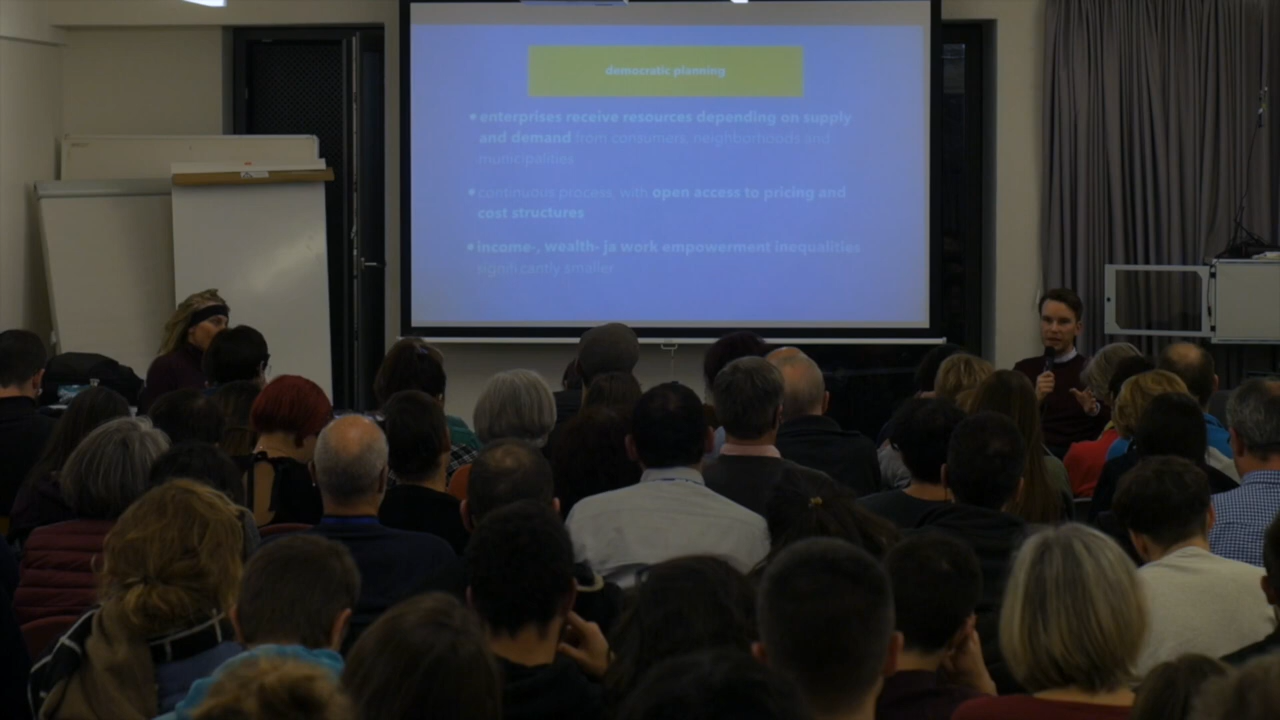 democratic planning
• enterprises receive resources depending on supply
and demand from consumers, neighborhoods and
municipalities
• continuous process, with open access to pricing and
cost structures
• income-, wealth- ja work empowerment inequalities
significantly smaller